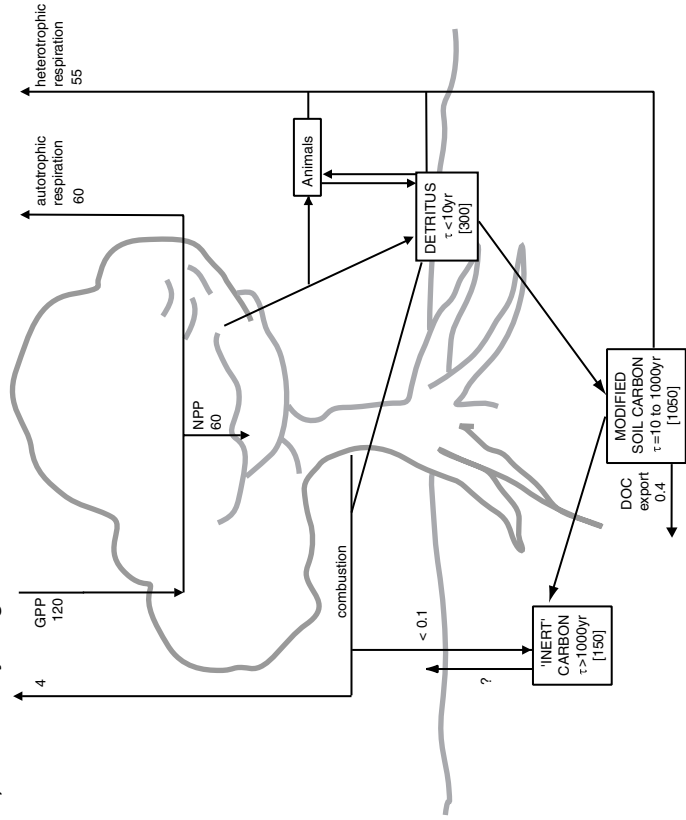 GPP
120
4
autotrophic
respiration
60
heterotrophic
respiration
55
NPP
60
Animals
combustion
DETRITUS
τ <10yr
[300]
< 0.1
?
'INERT'
CARBON
τ>1000yr
[150]
DOC
export
0.4
MODIFIED
SOIL CARBON
τ =10 to 1000yr
[1050]